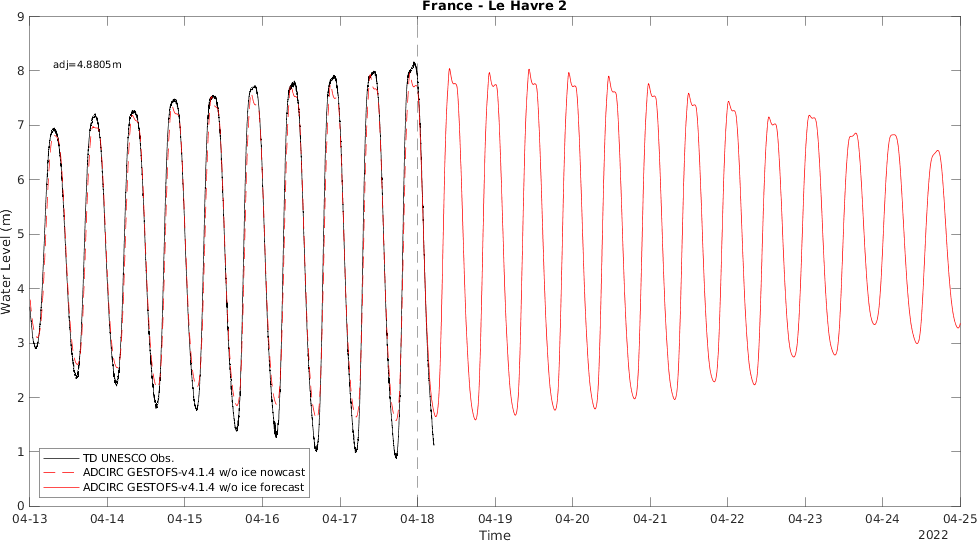 France - Le Havre 2
adj=4.8805m
Water Level (m)
9
8
7
6
5
4
3
2
1
0
TD UNESCO Obs.
ADCIRC GESTOFS-v4.1.4 w/o ice nowcast
ADCIRC GESTOFS-v4.1.4 w/o ice forecast
04-13 04-14 04-15 04-16 04-17 04-18 04-19 04-20 04-21 04-22 04-23 04-24 04-25
Time
2022